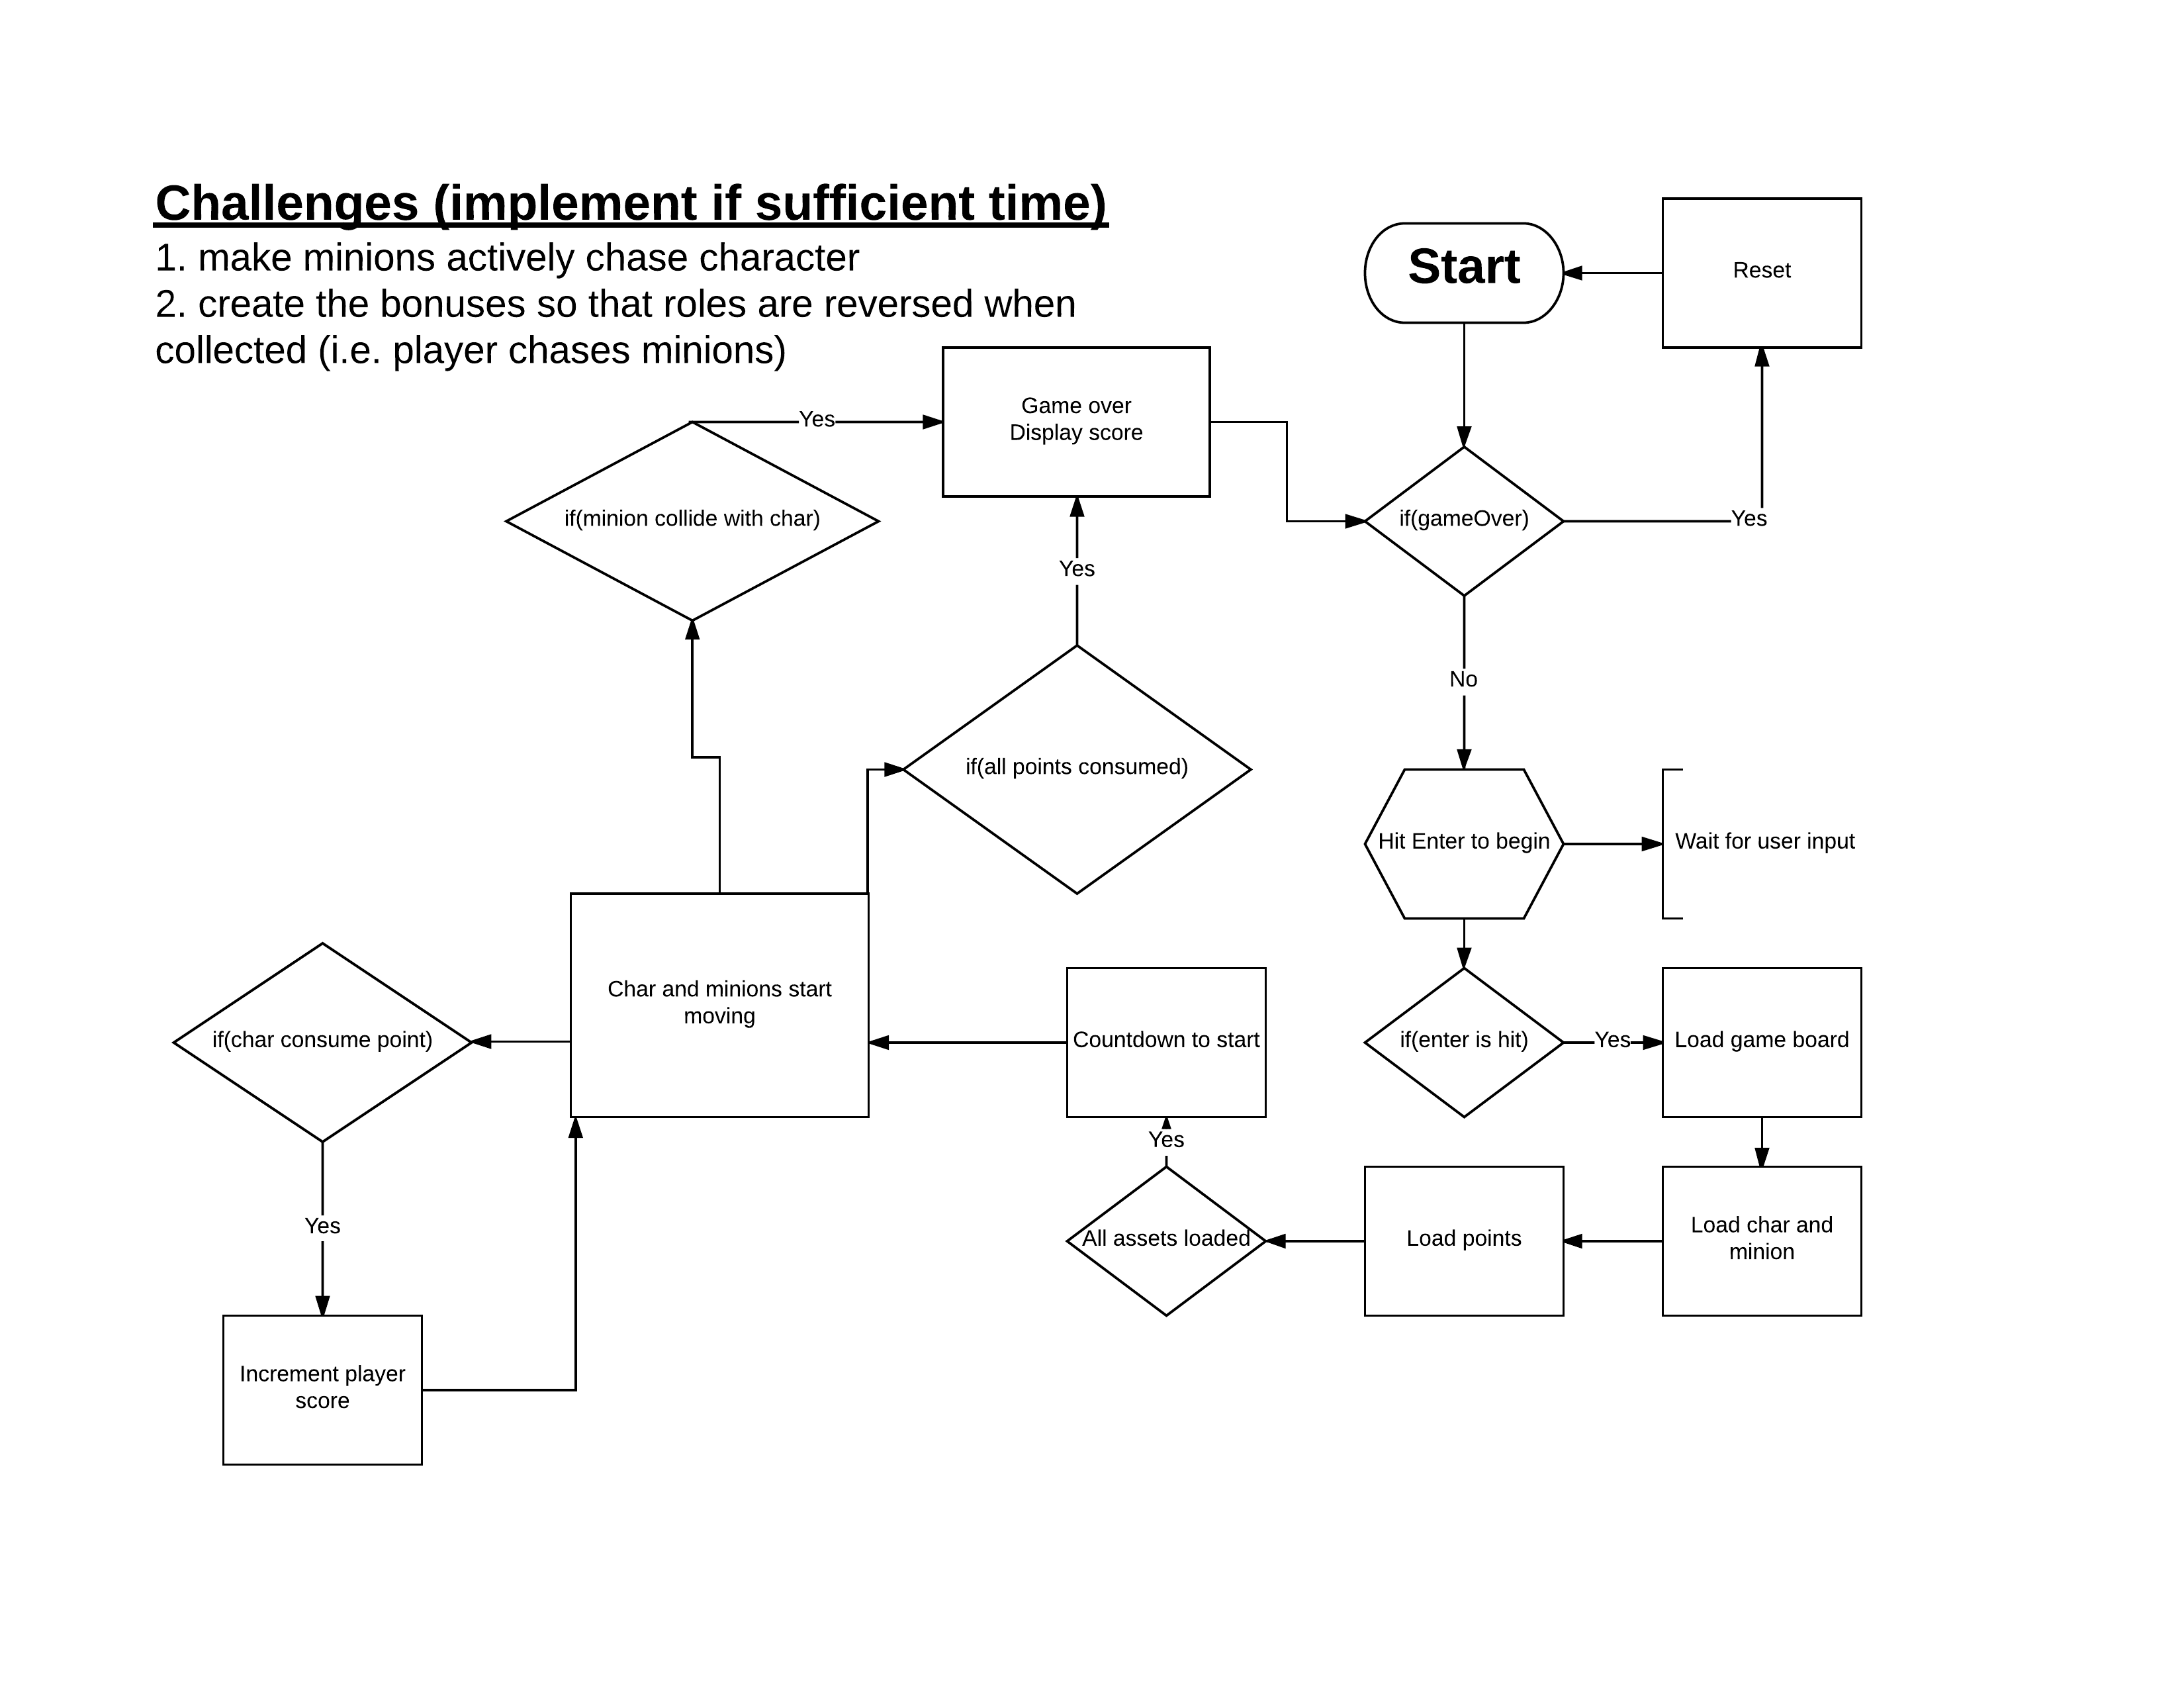 Challenges (implement if sufficient time)
1. make minions actively chase character
2. create the bonuses so that roles are reversed when
collected (i.e. player chases minions)
Start
Reset
Game over
Display score
Yes
if(minion collide with char)
if(gameOver)
Yes
Yes
No
if(all points consumed)
Hit Enter to begin
Wait for user input
Char and minions start
moving
if(char consume point)
Countdown to start
if(enter is hit)
Yes
Load game board
Yes
All assets loaded
Load points
Load char and
minion
Yes
Increment player
score